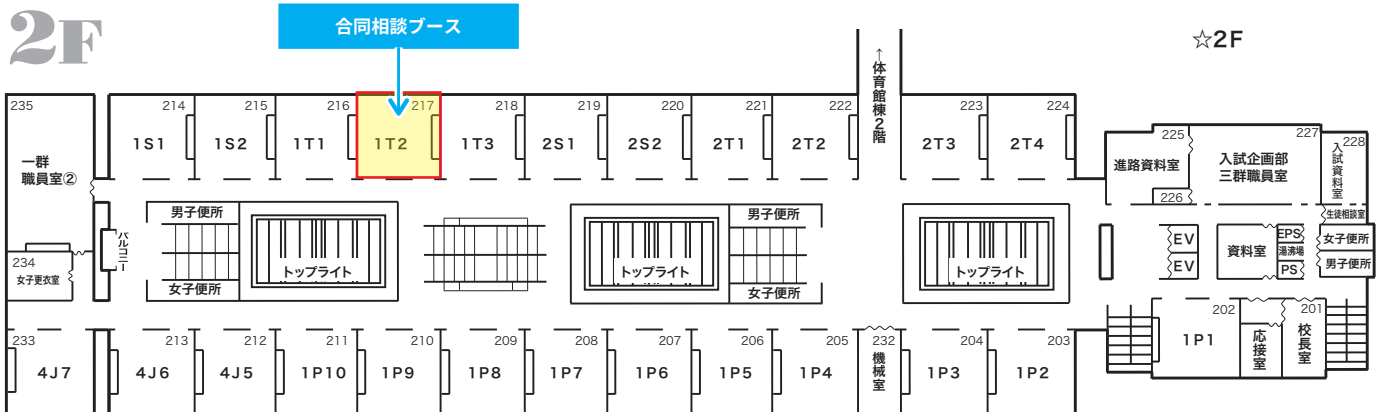 2F
合同相談ブース
☆2F
↑体育館棟2階
235
214
215
216
217
218
219
220
221
222
223
224
225
227
228
一群
職員室②
1S1
1S2
1T1
1T2
1T3
2S1
2S2
2T1
2T2
2T3
2T4
進路資料室
226
入試企画部
三群職員室
入試資料室
生徒相談室
男子便所
男子便所
バルコニー
EV
EV
資料室
EPS
湯沸場
PS
女子便所
男子便所
234
女子更衣室
トップライト
トップライト
トップライト
女子便所
女子便所
233
213
212
211
210
209
208
207
206
205
232
204
203
202
201
4J7
4J6
4J5
1P10
1P9
1P8
1P7
1P6
1P5
1P4
機械室
1P3
1P2
1P1
応接室
校長室